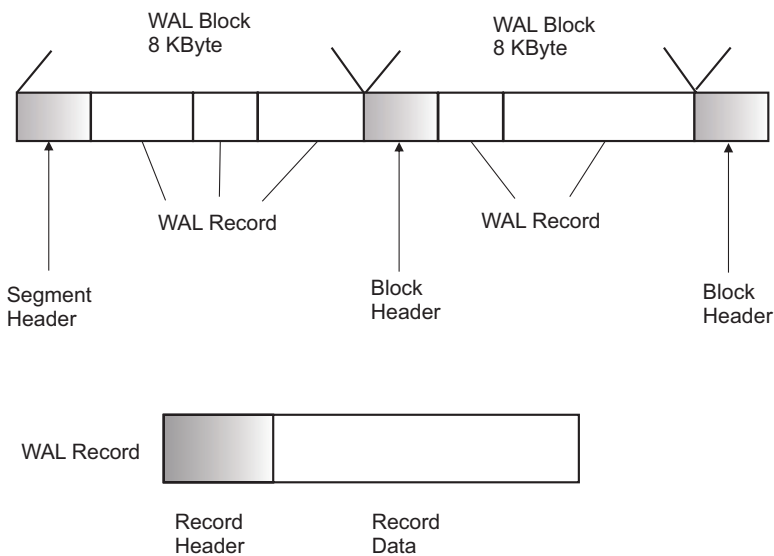 WAL Block
8 KByte
WAL Block
8 KByte
WAL Record
WAL Record
Segment
Header
Block
Header
Block
Header
WAL Record
Record
Header
Record
Data